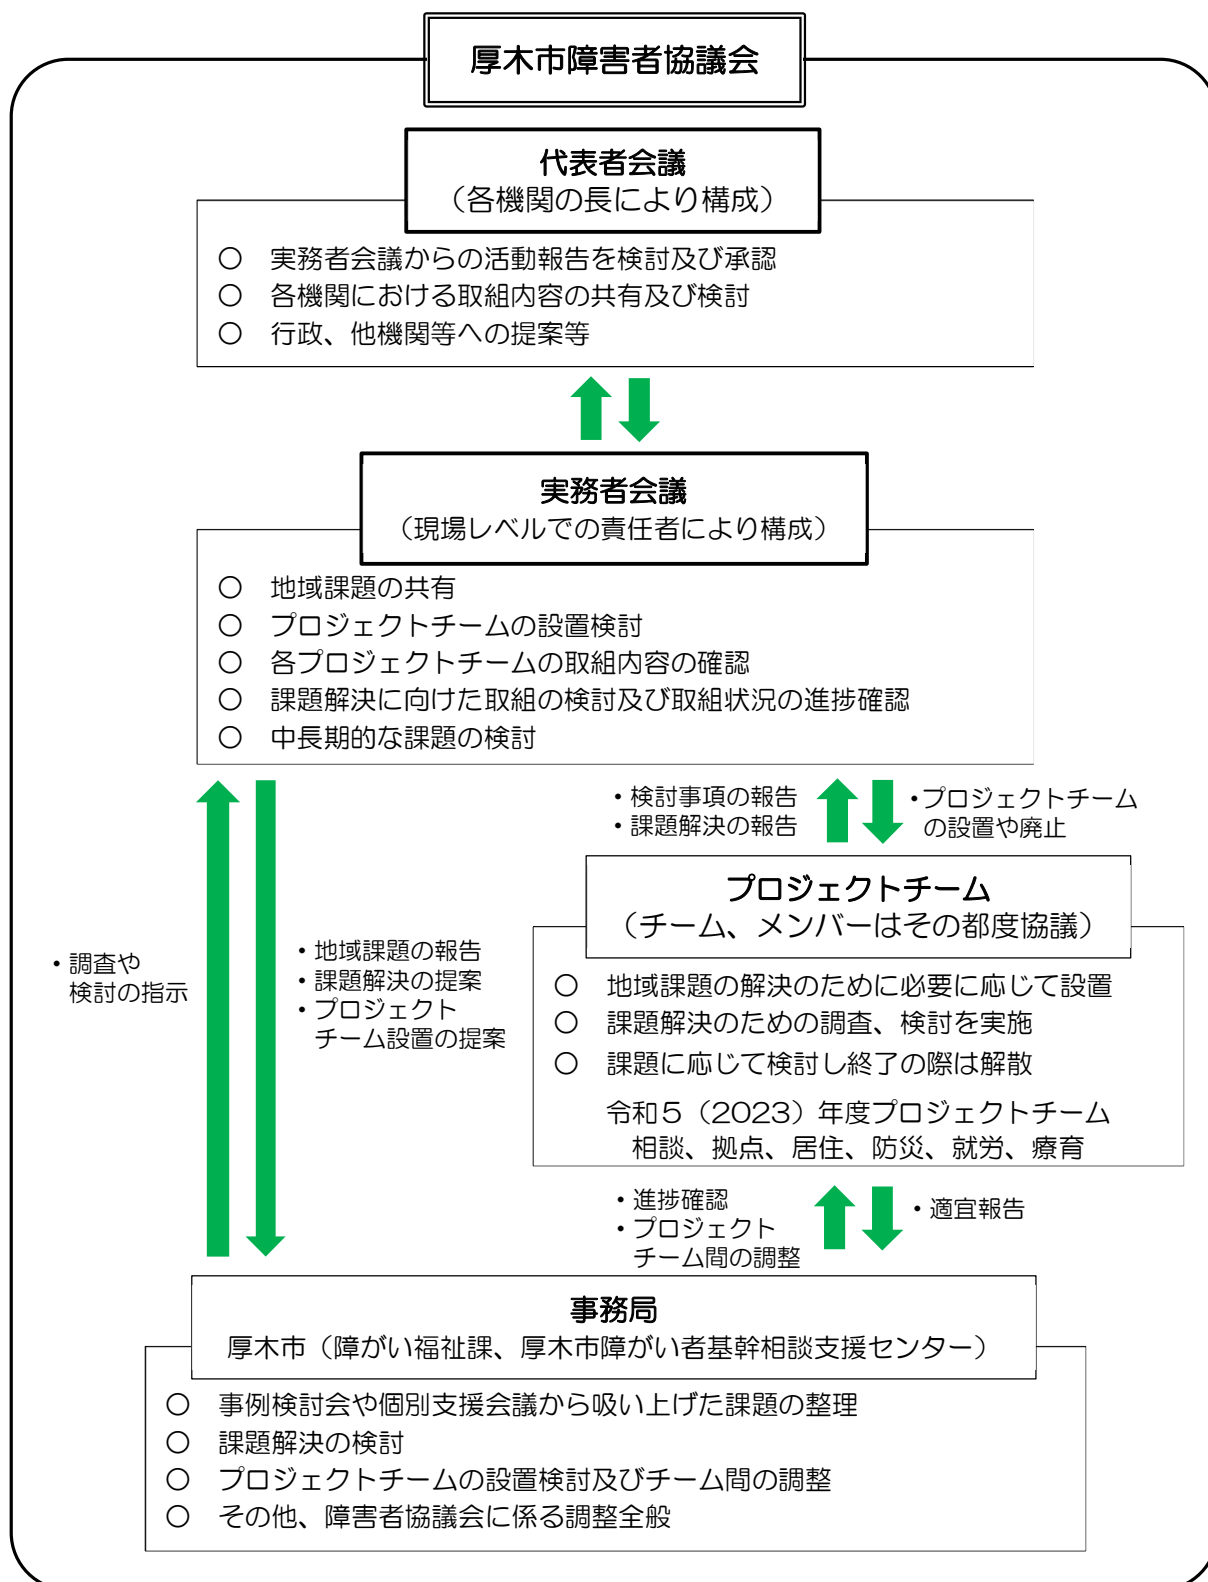 厚木市障害者協議会
代表者会議
（各機関の長により構成）
○ 実務者会議からの活動報告を検討及び承認
○ 各機関における取組内容の共有及び検討
○ 行政、他機関等への提案等
実務者会議
（現場レベルでの責任者により構成）
○ 地域課題の共有
○ プロジェクトチームの設置検討
○ 各プロジェクトチームの取組内容の確認
○ 課題解決に向けた取組の検討及び取組状況の進捗確認
○ 中長期的な課題の検討
・検討事項の報告
・課題解決の報告
・プロジェクトチーム
の設置や廃止
プロジェクトチーム
（チーム、メンバーはその都度協議）
○ 地域課題の解決のために必要に応じて設置
○ 課題解決のための調査、検討を実施
○ 課題に応じて検討し終了の際は解散
令和５（2023）年度プロジェクトチーム
相談、拠点、居住、防災、就労、療育
・調査や
検討の指示
・地域課題の報告
・課題解決の提案
・プロジェクト
チーム設置の提案
・進捗確認
・プロジェクト
チーム間の調整
・適宜報告
事務局
厚木市（障がい福祉課、厚木市障がい者基幹相談支援センター）
○ 事例検討会や個別支援会議から吸い上げた課題の整理
○ 課題解決の検討
○ プロジェクトチームの設置検討及びチーム間の調整
○ その他、障害者協議会に係る調整全般